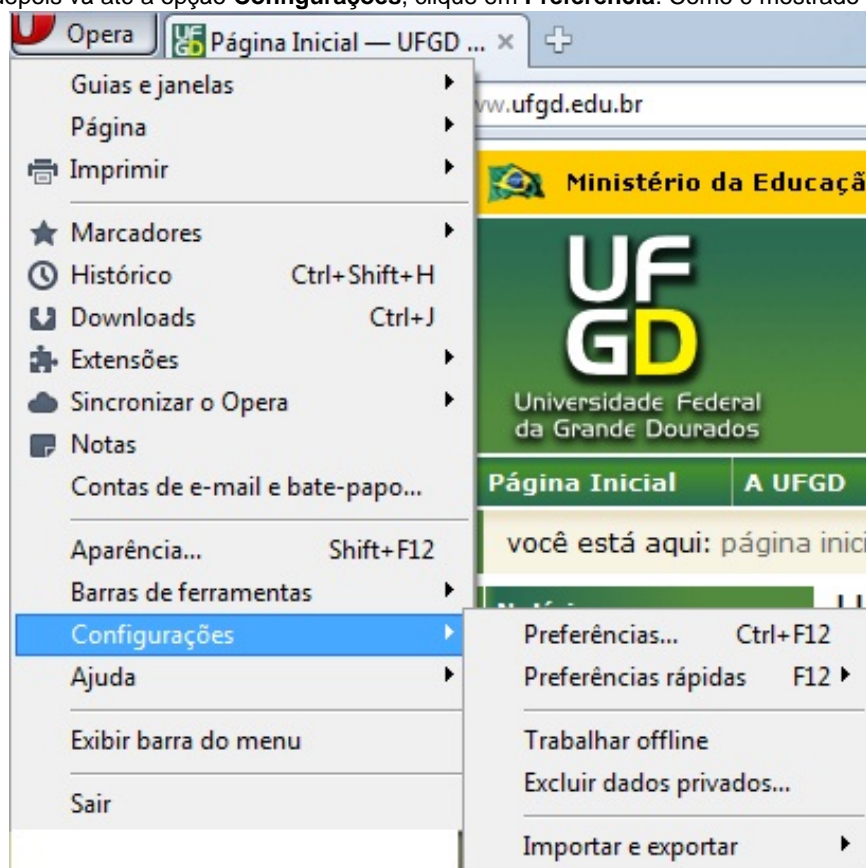 depois vá até a opção Configurações, clique em Preferência. Como é mostrado
Opera
Página Inicial — UFGD ...
Guias e janelas
ww.ufgd.edu.br
Página
Imprimir
Ministério da Educaçã
Marcadores
Histórico Ctrl+Shift+H
Downloads Ctrl+J
Extensões
Sincronizar o Opera
Notas
Contas de e-mail e bate-papo...
UF
GD
Universidade Federal
da Grande Dourados
Página Inicial A UFGD
você está aqui: página inici
Aparência... Shift+F12
Barras de ferramentas
Configurações
Ajuda
Exibir barra do menu
Sair
Preferências... Ctrl+F12
Preferências rápidas F12
Trabalhar offline
Excluir dados privados...
Importar e exportar